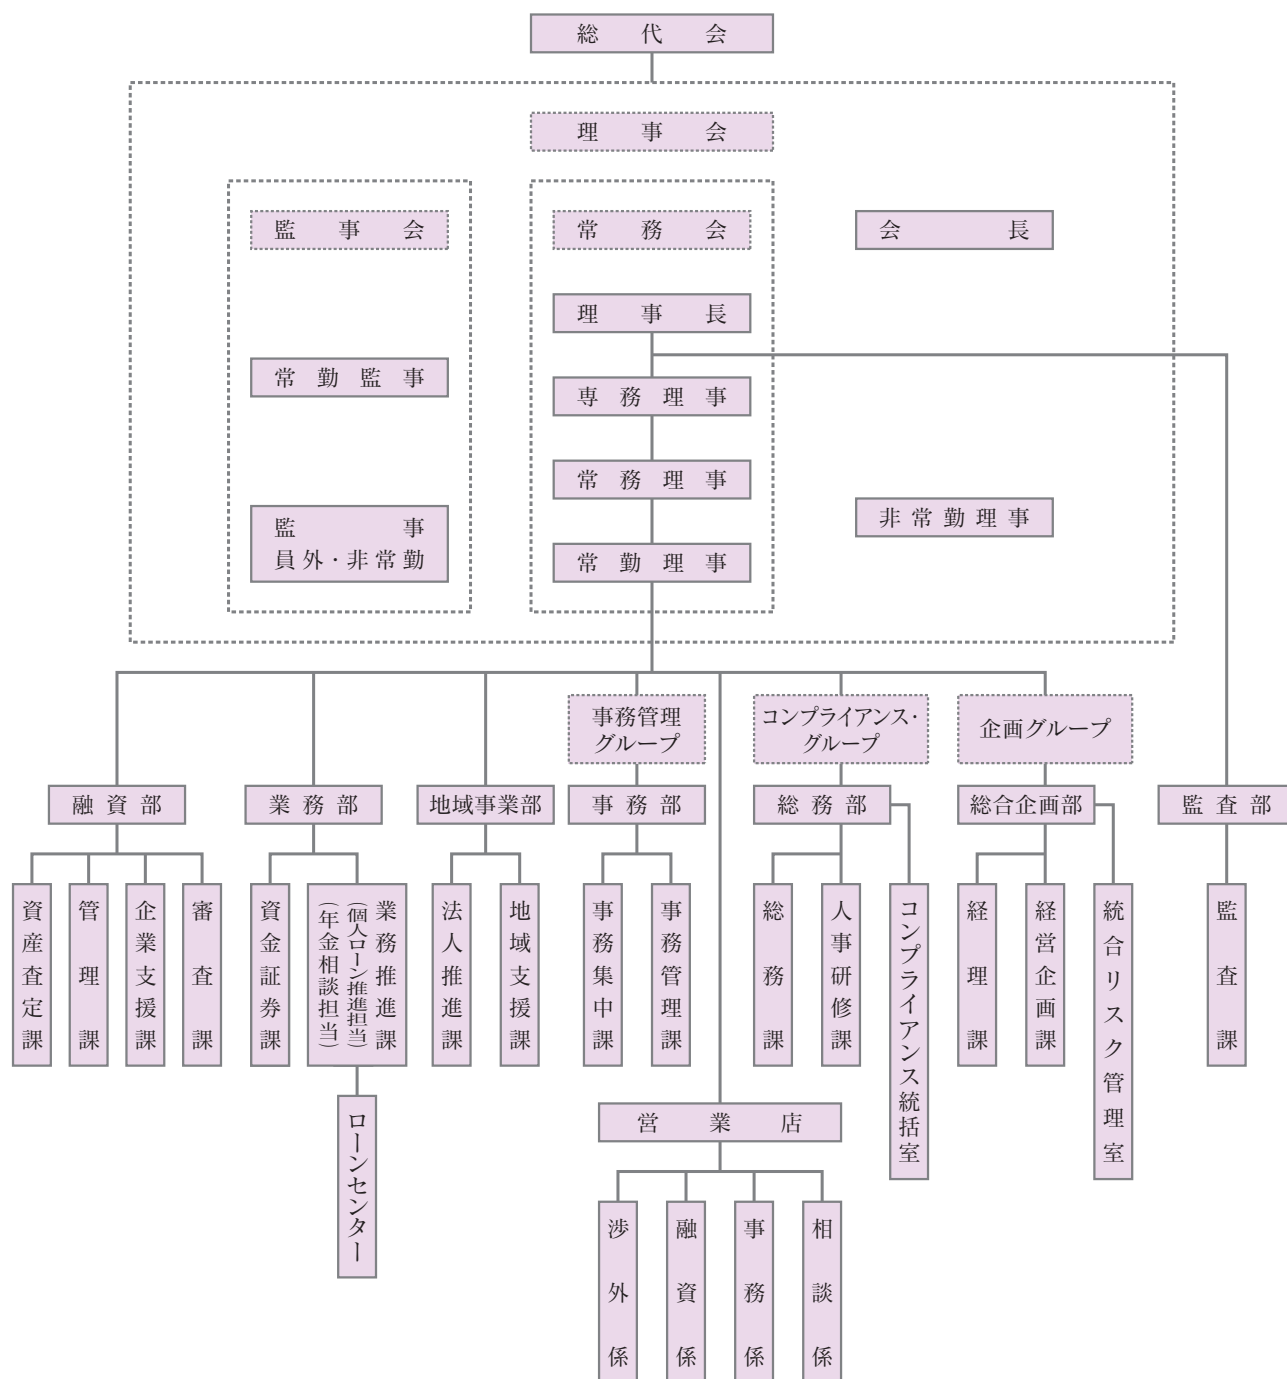 総代会
理事会
監事会
常務会
会長
理事長
常勤監事
専務理事
常務理事
監事
員外・非常勤
非常勤理事
常勤理事
事務管理
グループ
コンプライアンス・
グループ
企画グループ
融資部
業務部
地域事業部
事務部
総務部
総合企画部
監査部
資産査定課
管理課
企業支援課
審査課
資金証券課
業務推進課
(個人ローン推進担当)
(年金相談担当)
法人推進課
地域支援課
事務集中課
事務管理課
総務課
人事研修課
コンプライアンス統括室
経理課
経営企画課
統合リスク管理室
監査課
ローンセンター
営業店
渉外係
融資係
事務係
相談係